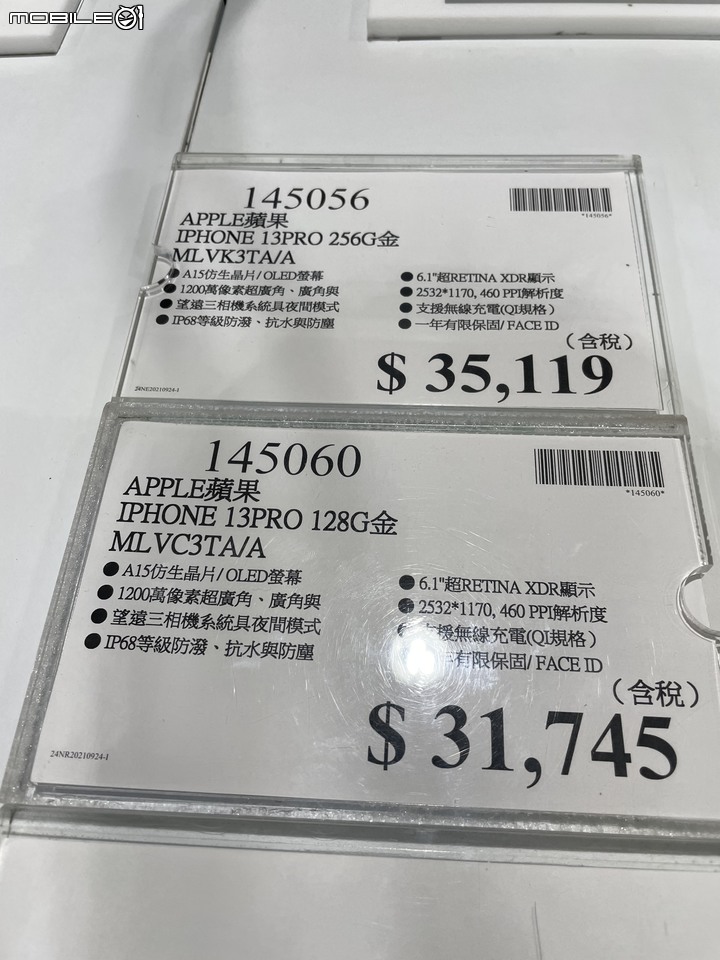 MOBILE01
145056
*145056*
APPLE蘋果
IPHONE 13PRO 256G金
MLVK3TA/A
●A15仿生晶片/OLED螢幕
●1200萬像素超廣角、廣角與
●望遠三相機系統具夜間模式
●IP68等級防潑、抗水與防塵
●6.1"超RETINA XDR顯示
●2532*1170, 460 PPI解析度
●支援無線充電(QI規格)
●一年有限保固/ FACE ID
(含稅)
$ 35,119
145060
*145060*
APPLE蘋果
IPHONE 13PRO 128G金
MLVC3TA/A
●A15仿生晶片/ OLED螢幕
●1200萬像素超廣角、廣角與
●望遠三相機系統具夜間模式
●IP68等級防潑、抗水與防塵
●6.1"超RETINA XDR顯示
●2532*1170, 460 PPI解析度
支援無線充電(QI規格)
年有限保固/ FACE ID
(含稅)
$ 31,745
24NR20210924-1